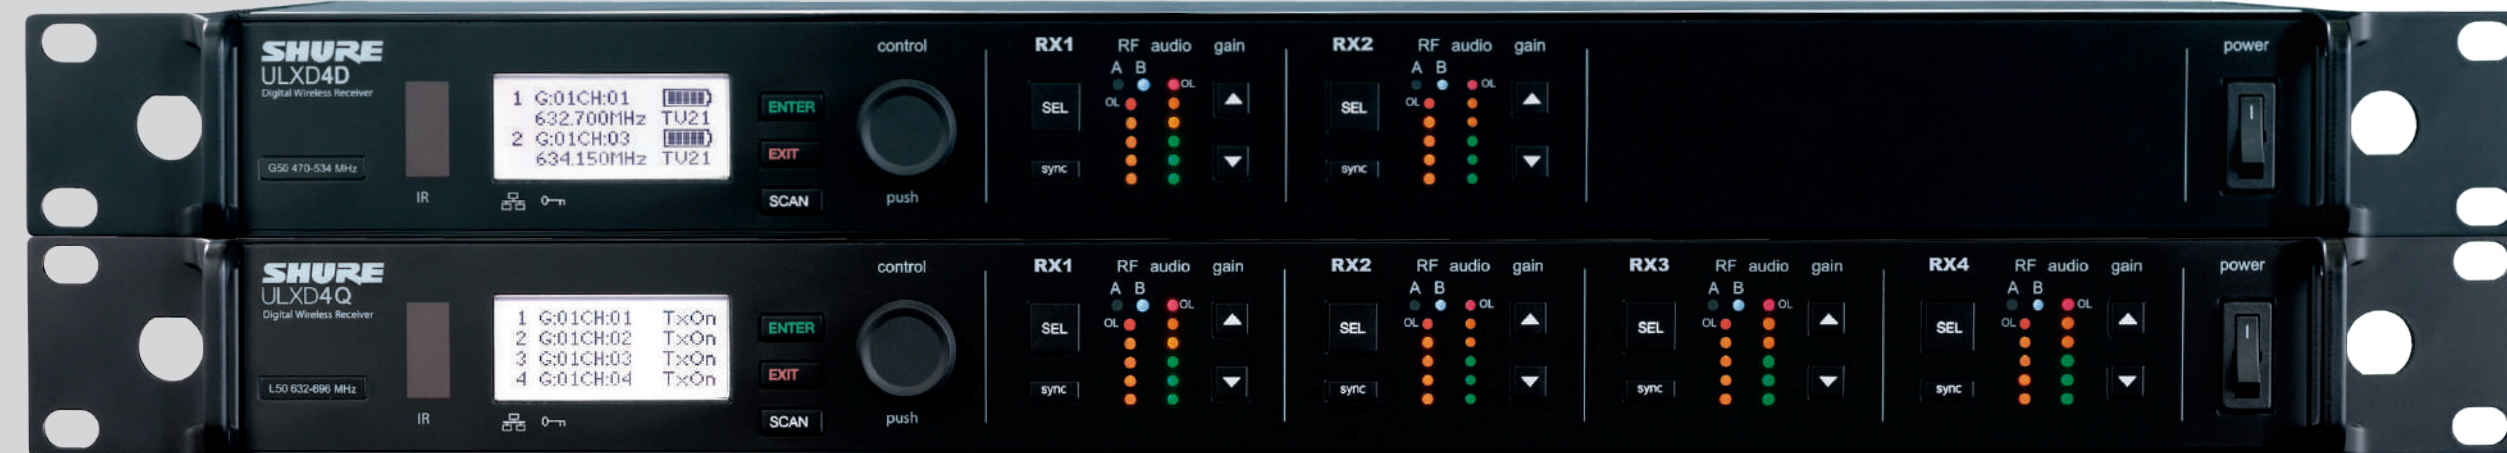 SHURE
ULXD4D
Digital Wireless Receiver
G50 470-534 MHz
IR
1 G:01CH:01
632.700MHz TV21
2 G:01CH:03
634.150MHz TV21
ENTER
EXIT
SCAN
control
push
RX1 RF audio gain
A B
OL
OL
SEL
sync
RX2 RF audio gain
A B
OL
OL
SEL
sync
power
SHURE
ULXD4Q
Digital Wireless Receiver
L50 632-696 MHz
IR
1 G:01CH:01 TxOn
2 G:01CH:02 TxOn
3 G:01CH:03 TxOn
4 G:01CH:04 TxOn
ENTER
EXIT
SCAN
control
push
RX1 RF audio gain
A B
OL
OL
SEL
sync
RX2 RF audio gain
A B
OL
OL
SEL
sync
RX3 RF audio gain
A B
OL
OL
SEL
sync
RX4 RF audio gain
A B
OL
OL
SEL
sync
power